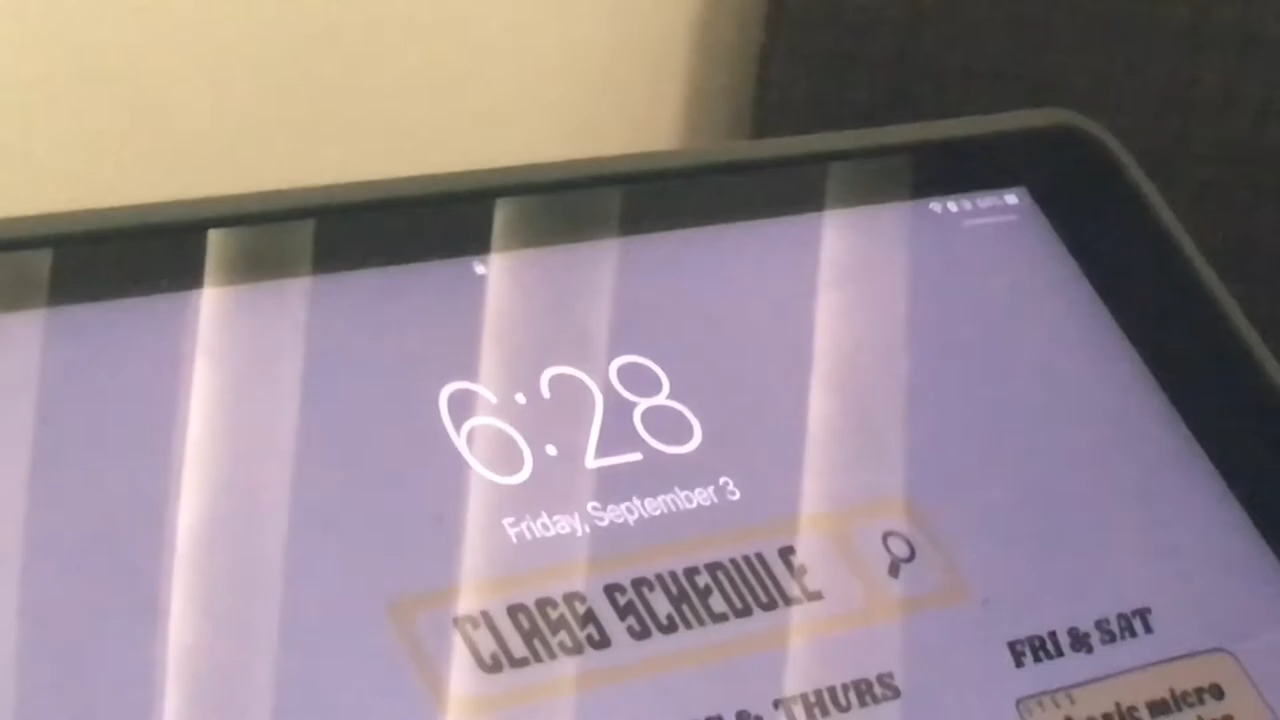 6:28
Friday, September 3
CLASS SCHEDULE
FRI & SAT
& THURS
micro